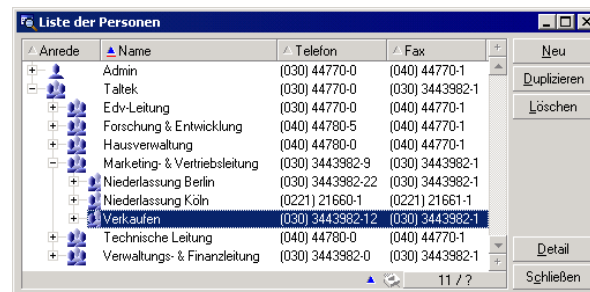 Liste der Personen
Anrede Name Telefon Fax
Neu
Admin (030) 44770-0 (040) 44770-1
Duplizieren
Taltek (030) 44770-0 (030) 3443982-1
Löschen
Edv-Leitung (030) 44770-0 (040) 44770-1
Forschung & Entwicklung (040) 44780-5 (040) 44770-1
Hausverwaltung (040) 44780-0 (040) 44770-1
Marketing- & Vertriebsleitung (030) 3443982-9 (030) 3443982-1
Niederlassung Berlin (030) 3443982-22 (030) 3443982-1
Niederlassung Köln (0221) 21660-1 (0221) 21661-1
Verkaufen (030) 3443982-12 (030) 3443982-1
Technische Leitung (040) 44780-0 (040) 44770-1
Verwaltungs- & Finanzleitung (030) 3443982-0 (030) 3443982-1
Detail
11 / ?
Schließen